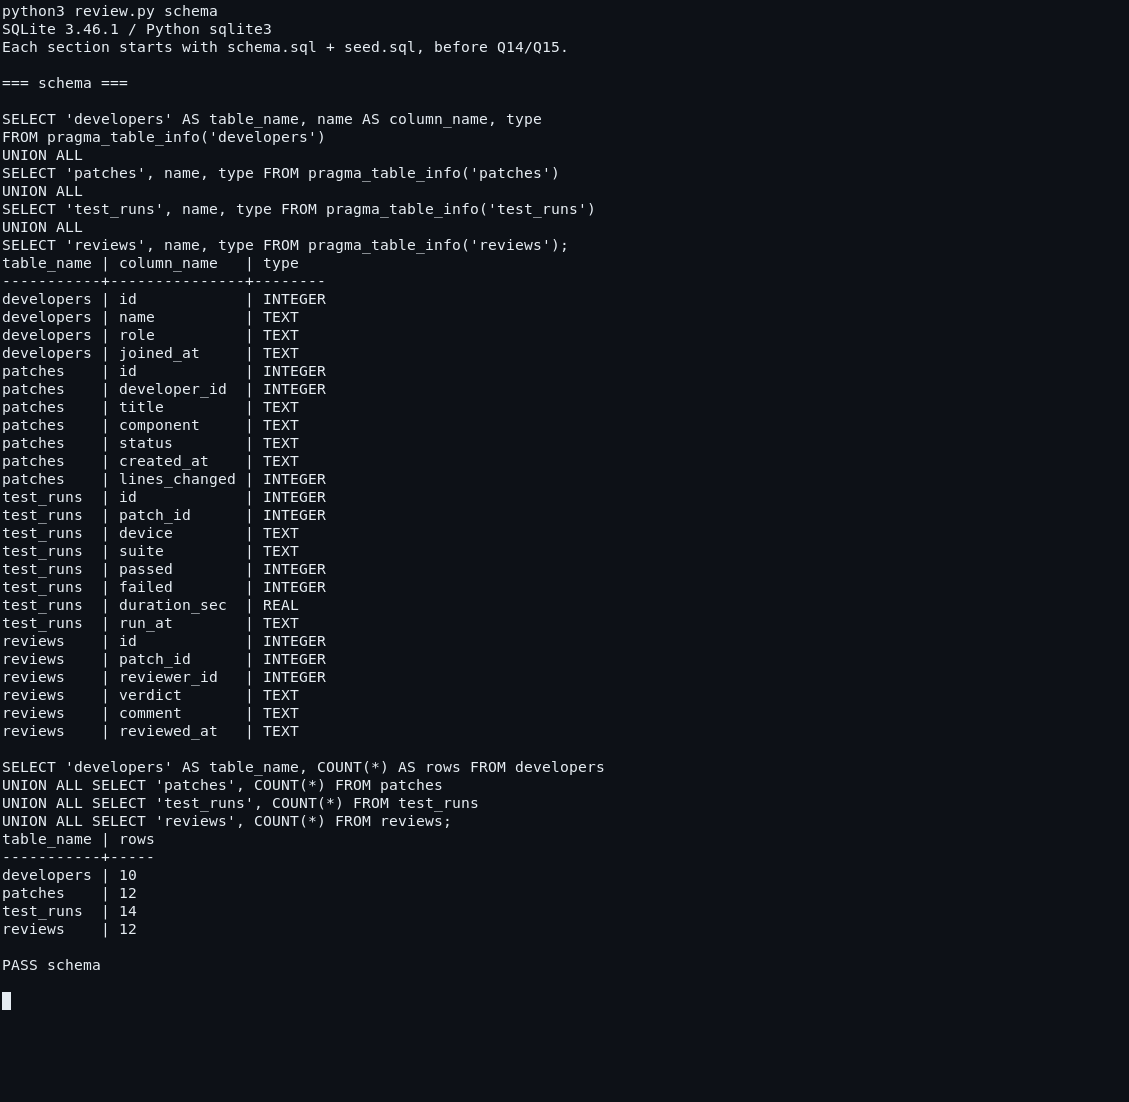 python3 review.py schema
SQLite 3.46.1 / Python sqlite3
Each section starts with schema.sql + seed.sql, before Q14/Q15.

=== schema ===

SELECT 'developers' AS table_name, name AS column_name, type
FROM pragma_table_info('developers')
UNION ALL
SELECT 'patches', name, type FROM pragma_table_info('patches')
UNION ALL
SELECT 'test_runs', name, type FROM pragma_table_info('test_runs')
UNION ALL
SELECT 'reviews', name, type FROM pragma_table_info('reviews');
table_name | column_name   | type
-----------+---------------+--------
developers | id            | INTEGER
developers | name          | TEXT
developers | role          | TEXT
developers | joined_at     | TEXT
patches    | id            | INTEGER
patches    | developer_id  | INTEGER
patches    | title         | TEXT
patches    | component     | TEXT
patches    | status        | TEXT
patches    | created_at    | TEXT
patches    | lines_changed | INTEGER
test_runs  | id            | INTEGER
test_runs  | patch_id      | INTEGER
test_runs  | device        | TEXT
test_runs  | suite         | TEXT
test_runs  | passed        | INTEGER
test_runs  | failed        | INTEGER
test_runs  | duration_sec  | REAL
test_runs  | run_at        | TEXT
reviews    | id            | INTEGER
reviews    | patch_id      | INTEGER
reviews    | reviewer_id   | INTEGER
reviews    | verdict       | TEXT
reviews    | comment       | TEXT
reviews    | reviewed_at   | TEXT

SELECT 'developers' AS table_name, COUNT(*) AS rows FROM developers
UNION ALL SELECT 'patches', COUNT(*) FROM patches
UNION ALL SELECT 'test_runs', COUNT(*) FROM test_runs
UNION ALL SELECT 'reviews', COUNT(*) FROM reviews;
table_name | rows
-----------+-----
developers | 10
patches    | 12
test_runs  | 14
reviews    | 12

PASS schema